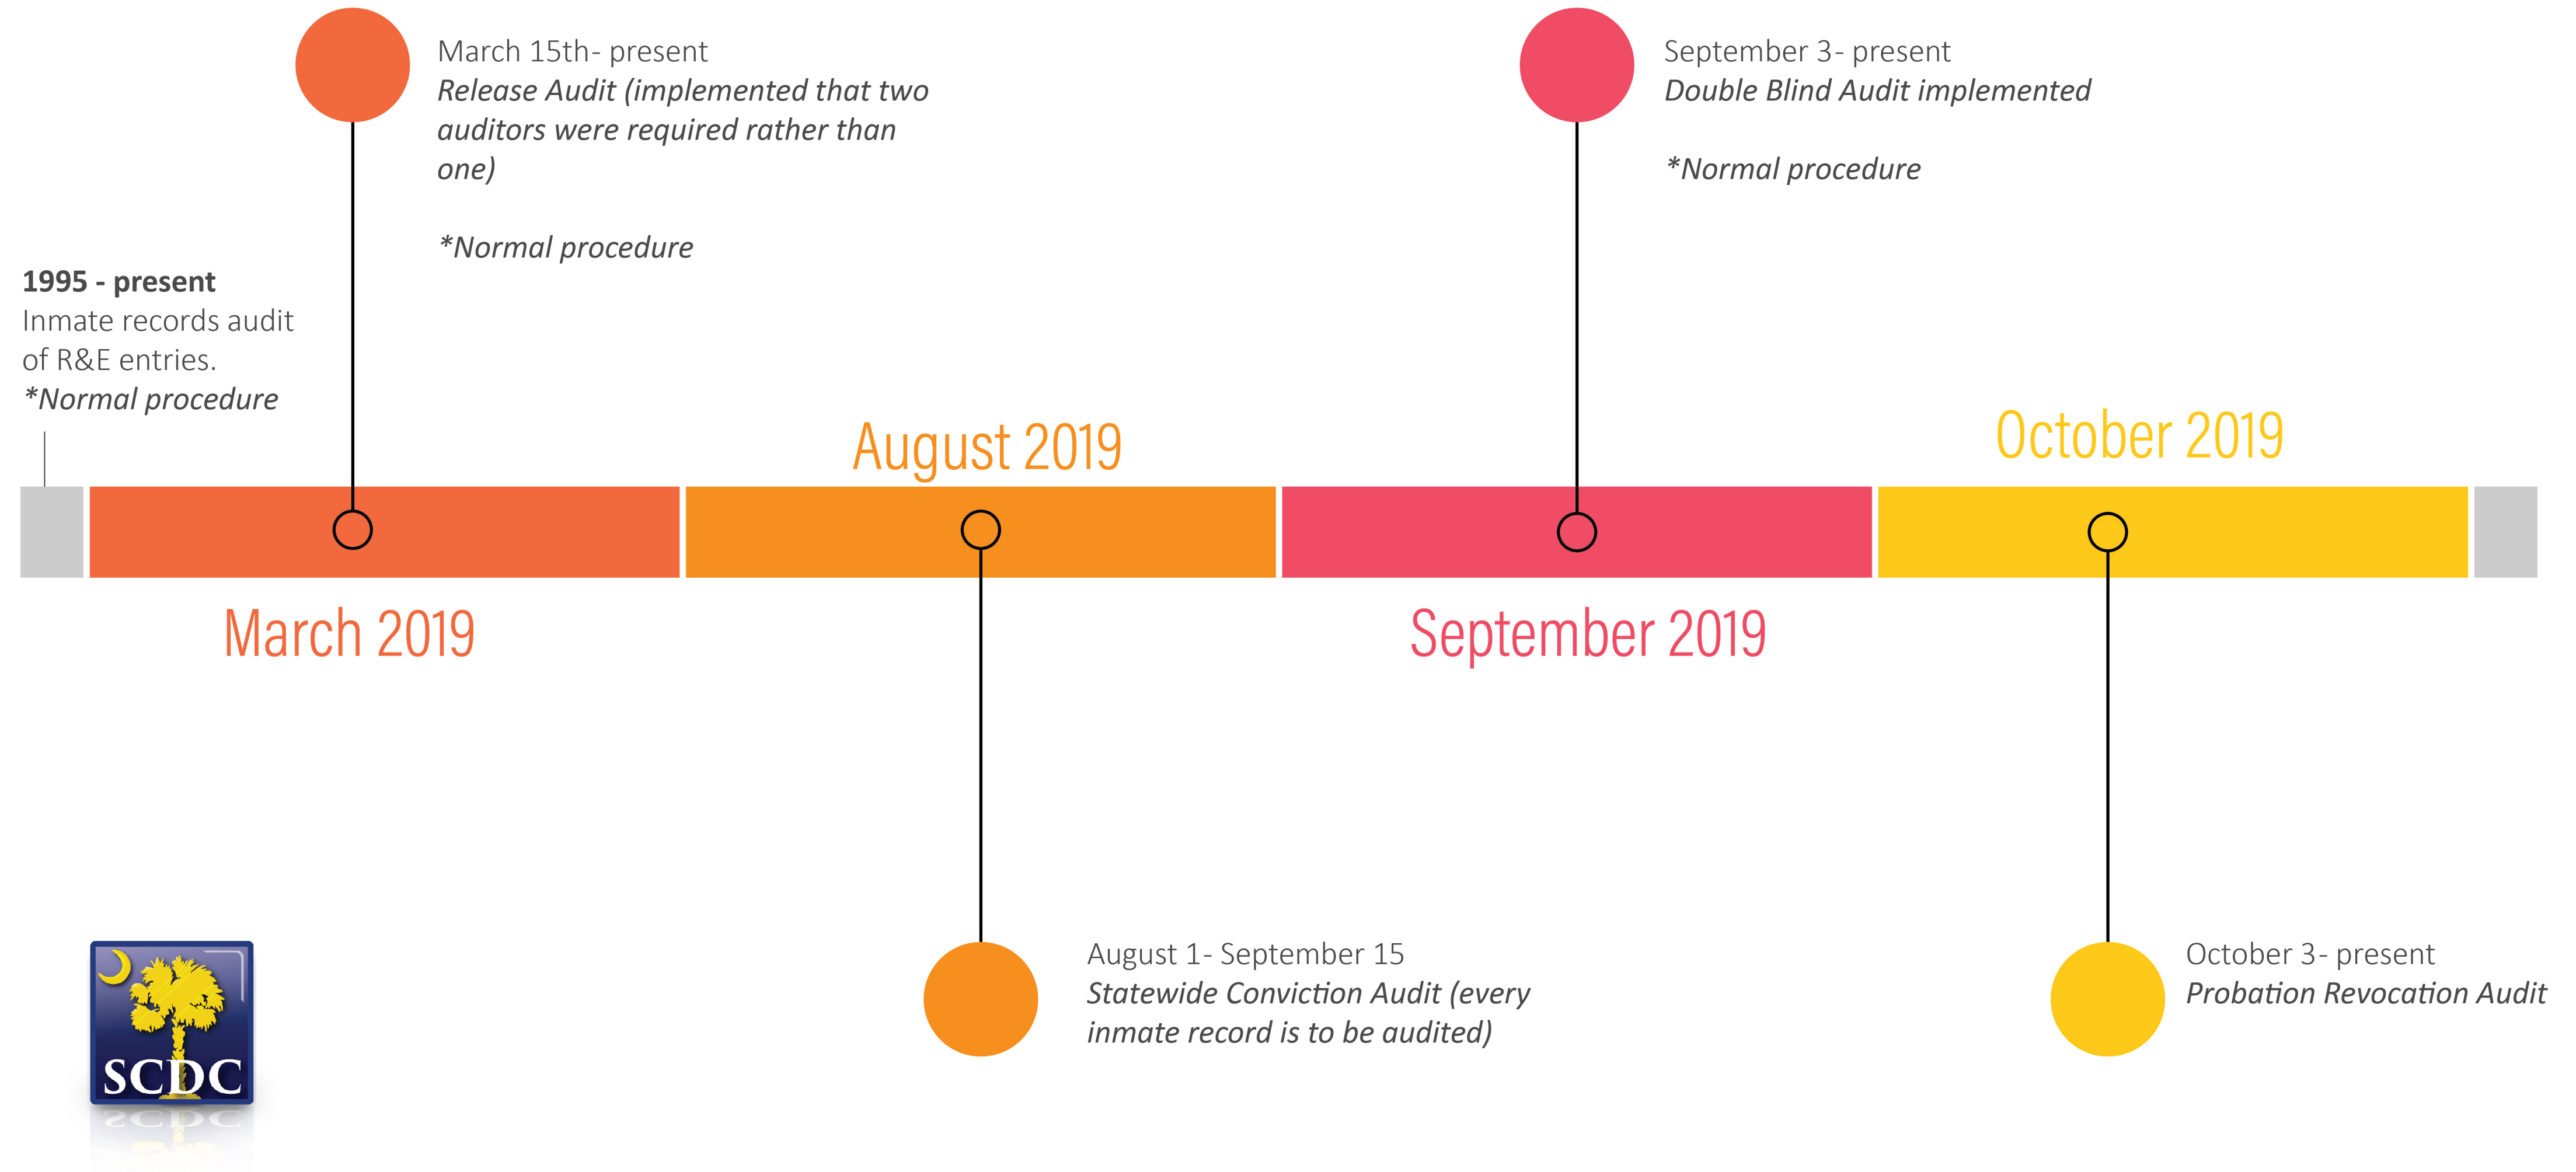 March 15th- present
Release Audit (implemented that two
auditors were required rather than
one)
*Normal procedure
September 3- present
Double Blind Audit implemented
*Normal procedure
1995 - present
Inmate records audit
of R&E entries.
*Normal procedure
August 2019
October 2019
March 2019
September 2019
August 1- September 15
Statewide Conviction Audit (every
inmate record is to be audited)
October 3- present
Probation Revocation Audit
SCDC